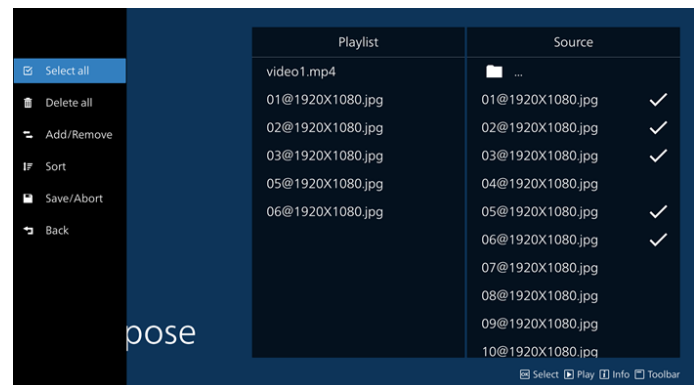 Select all
Delete all
Add/Remove
Sort
Save/Abort
Back
pose
Playlist
video1.mp4
01@1920X1080.jpg
02@1920X1080.jpg
03@1920X1080.jpg
05@1920X1080.jpg
06@1920X1080.jpg
Source
...
01@1920X1080.jpg
02@1920X1080.jpg
03@1920X1080.jpg
04@1920X1080.jpg
05@1920X1080.jpg
06@1920X1080.jpg
07@1920X1080.jpg
08@1920X1080.jpg
09@1920X1080.jpg
10@1920X1080.jpg
OK Select Play i Info Toolbar